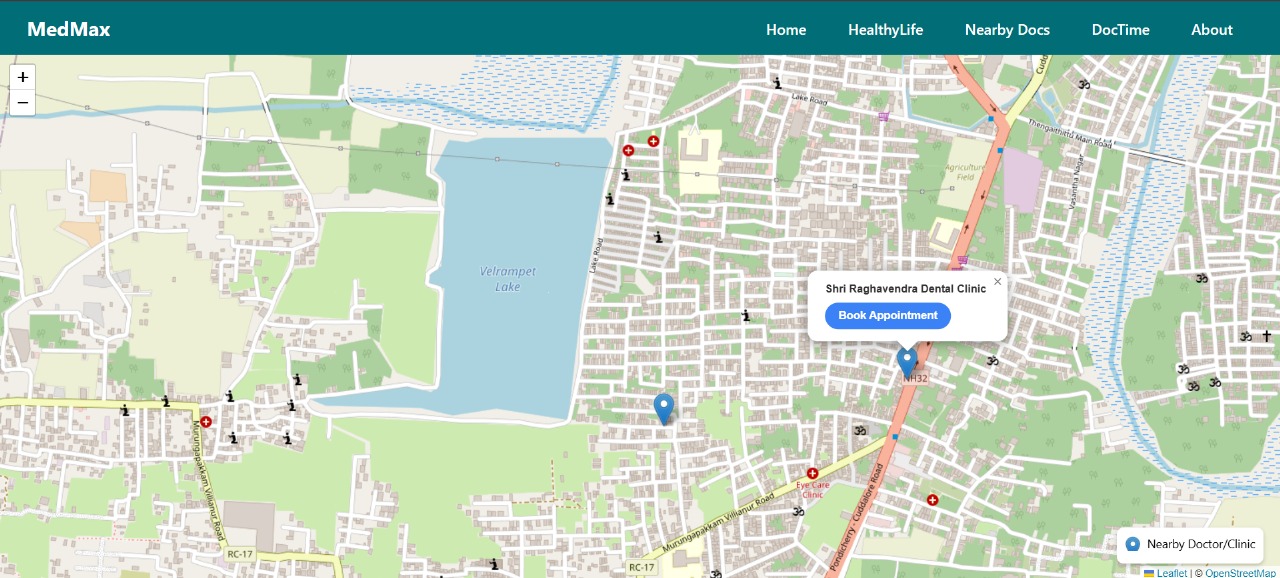 MedMax
Home
HealthyLife
Nearby Docs
DocTime
About
+
−
Cudd
Lake Road
Thengaithittu Main Road
Agriculture
Field
Vasantha Nagar
Lake Road
Velrampet
Lake
Shri Raghavendra Dental Clinic
×
Book Appointment
NH32
Murungapakkam Villianur Road
Eye Care
Clinic
Murungapakkam Villianur Road
Pondicherry - Cuddalore Road
RC-17
RC-17
Nearby Doctor/Clinic
Leaflet | © OpenStreetMap